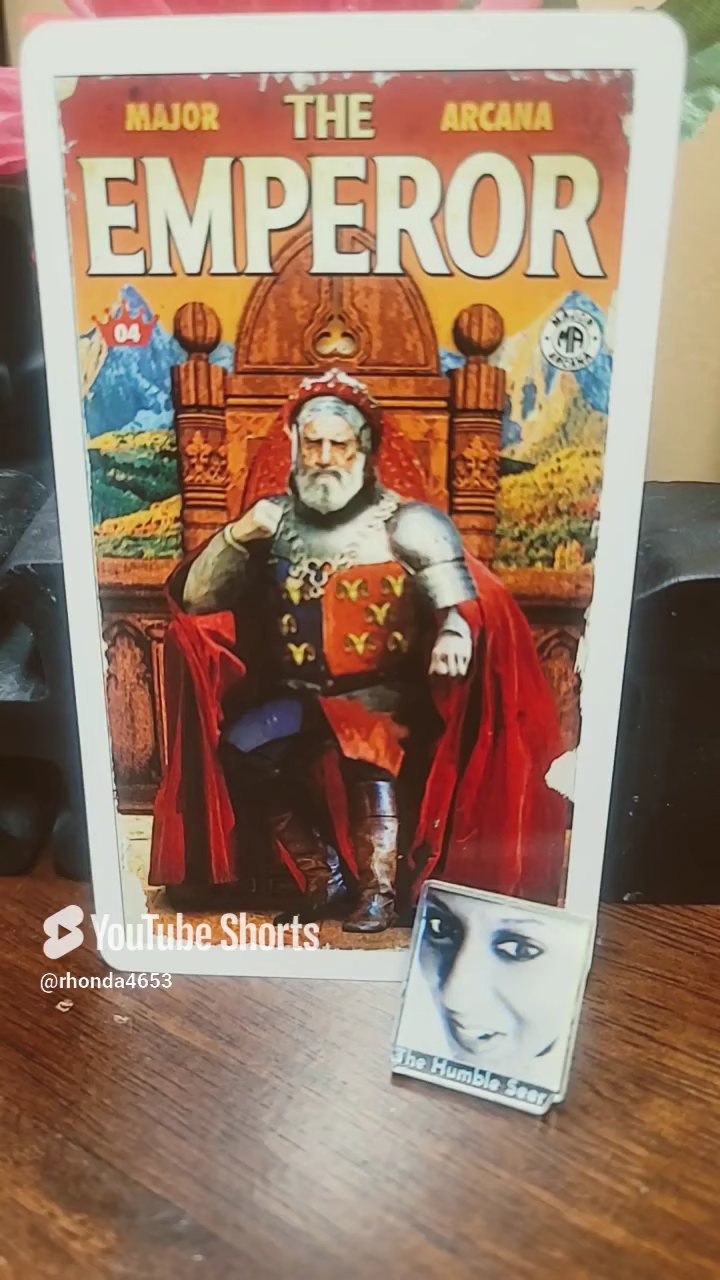 MAJOR THE ARCANA
EMPEROR
04
MAJOR
MA
ARCANA
YouTube Shorts
@rhonda4653
The Humble Seer